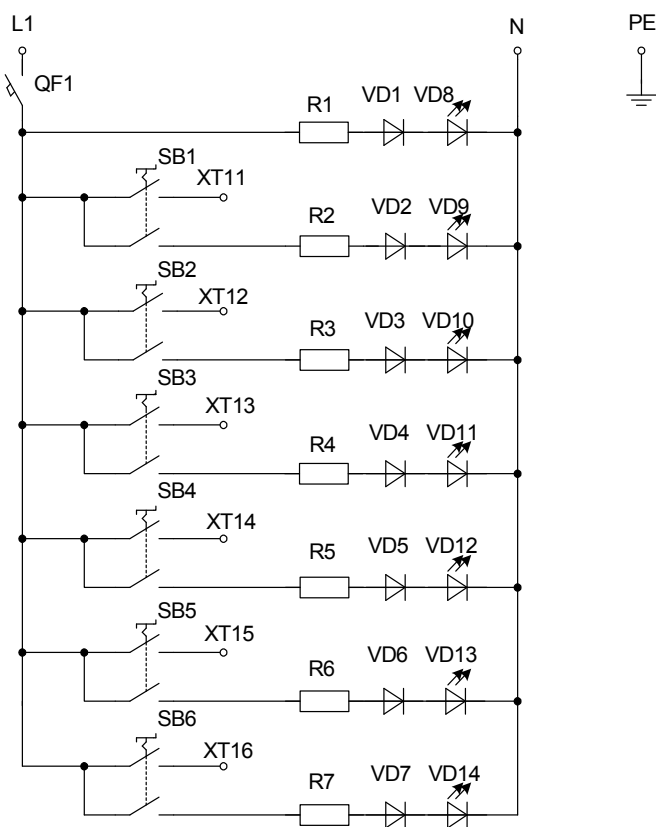 L1 N PE
QF1
R1 VD1 VD8
SB1
XT11
R2 VD2 VD9
SB2
XT12
R3 VD3 VD10
SB3
XT13
R4 VD4 VD11
SB4
XT14
R5 VD5 VD12
SB5
XT15
R6 VD6 VD13
SB6
XT16
R7 VD7 VD14